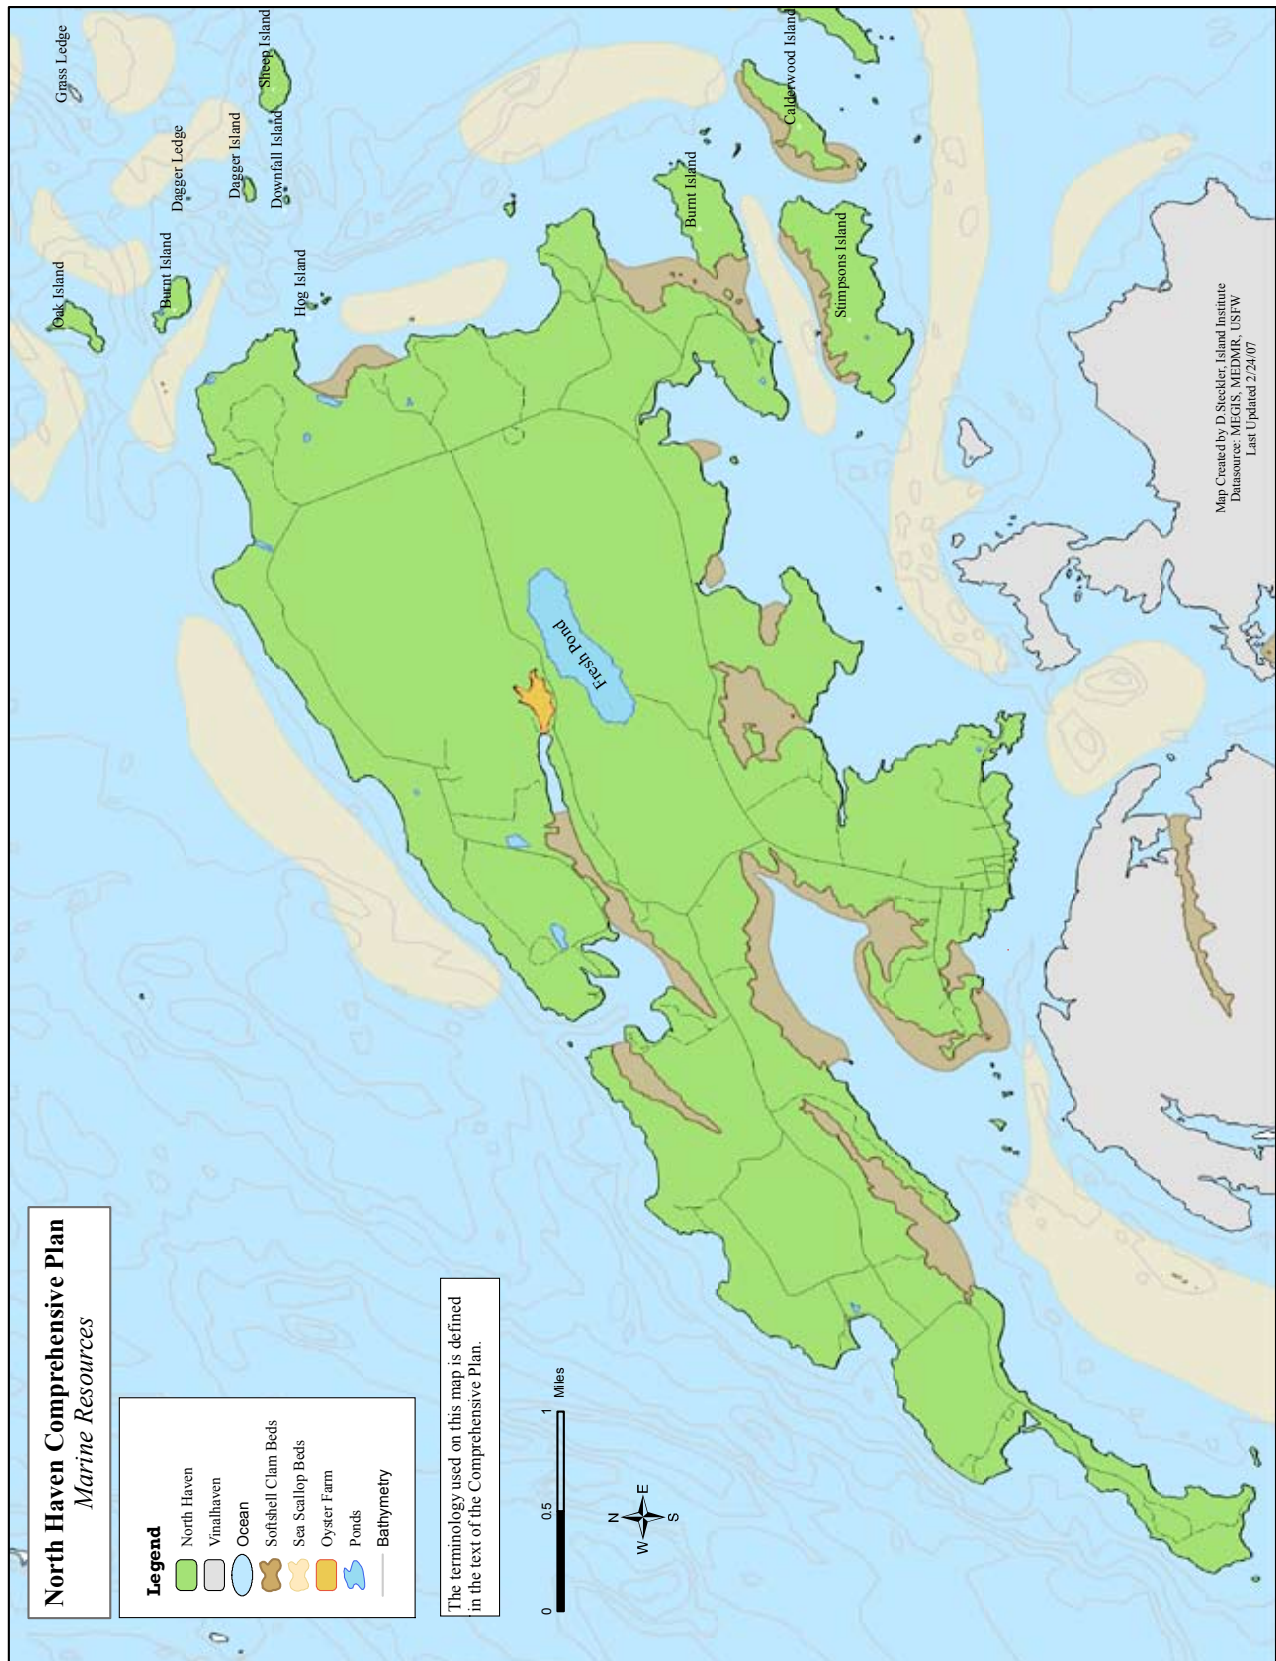 North Haven Comprehensive Plan
Marine Resources
Legend
North Haven
Vinalhaven
Ocean
Softshell Clam Beds
Sea Scallop Beds
Oyster Farm
Ponds
Bathymetry
The terminology used on this map is defined
in the text of the Comprehensive Plan.
0 0.5 1
Miles
N
W E
S
Grass Ledge
Sheep Island
Dagger Ledge
Dagger Island
Downfall Island
Oak Island
Burnt Island
Hog Island
Calderwood Island
Burnt Island
Stimpsons Island
Fresh Pond
Map Created by D.Steckler, Island Institute
Datasource: MEGIS, MEDMR, USFW
Last Updated 2/24/07